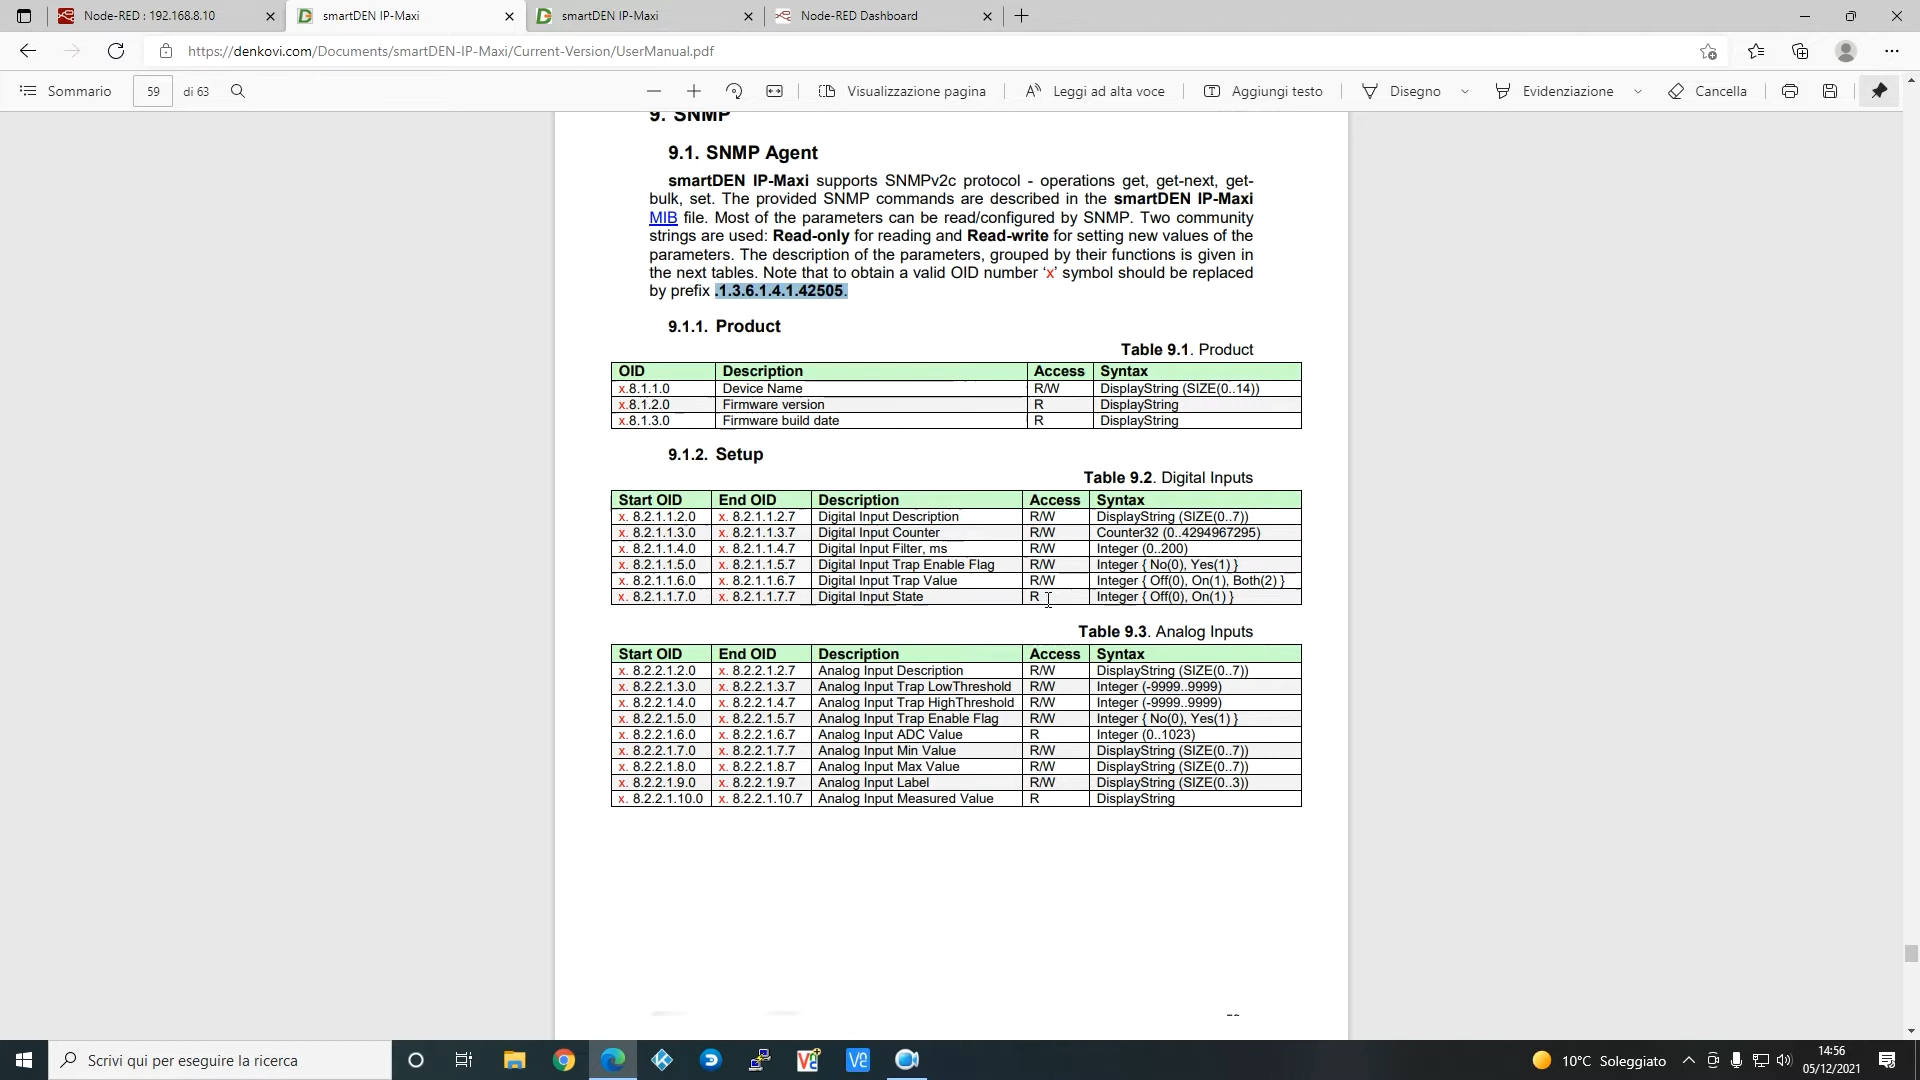 Node-RED : 192.168.8.10
smartDEN IP-Maxi
smartDEN IP-Maxi
Node-RED Dashboard
https://denkovi.com/Documents/smartDEN-IP-Maxi/Current-Version/UserManual.pdf
Sommario 59 di 63 Visualizzazione pagina Leggi ad alta voce Aggiungi testo Disegno Evidenziazione Cancella
9. SNMP
9.1. SNMP Agent
smartDEN IP-Maxi supports SNMPv2c protocol - operations get, get-next, get-
bulk, set. The provided SNMP commands are described in the smartDEN IP-Maxi
MIB file. Most of the parameters can be read/configured by SNMP. Two community
strings are used: Read-only for reading and Read-write for setting new values of the
parameters. The description of the parameters, grouped by their functions is given in
the next tables. Note that to obtain a valid OID number ‘x’ symbol should be replaced
by prefix .1.3.6.1.4.1.42505.
9.1.1. Product
Table 9.1. Product
OID Description Access Syntax
x.8.1.1.0 Device Name R/W DisplayString (SIZE(0..14))
x.8.1.2.0 Firmware version R DisplayString
x.8.1.3.0 Firmware build date R DisplayString
9.1.2. Setup
Table 9.2. Digital Inputs
Start OID End OID Description Access Syntax
x. 8.2.1.1.2.0 x. 8.2.1.1.2.7 Digital Input Description R/W DisplayString (SIZE(0..7))
x. 8.2.1.1.3.0 x. 8.2.1.1.3.7 Digital Input Counter R/W Counter32 (0..4294967295)
x. 8.2.1.1.4.0 x. 8.2.1.1.4.7 Digital Input Filter, ms R/W Integer (0..200)
x. 8.2.1.1.5.0 x. 8.2.1.1.5.7 Digital Input Trap Enable Flag R/W Integer { No(0), Yes(1) }
x. 8.2.1.1.6.0 x. 8.2.1.1.6.7 Digital Input Trap Value R/W Integer { Off(0), On(1), Both(2) }
x. 8.2.1.1.7.0 x. 8.2.1.1.7.7 Digital Input State R Integer { Off(0), On(1) }
Table 9.3. Analog Inputs
Start OID End OID Description Access Syntax
x. 8.2.2.1.2.0 x. 8.2.2.1.2.7 Analog Input Description R/W DisplayString (SIZE(0..7))
x. 8.2.2.1.3.0 x. 8.2.2.1.3.7 Analog Input Trap LowThreshold R/W Integer (-9999..9999)
x. 8.2.2.1.4.0 x. 8.2.2.1.4.7 Analog Input Trap HighThreshold R/W Integer (-9999..9999)
x. 8.2.2.1.5.0 x. 8.2.2.1.5.7 Analog Input Trap Enable Flag R/W Integer { No(0), Yes(1) }
x. 8.2.2.1.6.0 x. 8.2.2.1.6.7 Analog Input ADC Value R Integer (0..1023)
x. 8.2.2.1.7.0 x. 8.2.2.1.7.7 Analog Input Min Value R/W DisplayString (SIZE(0..7))
x. 8.2.2.1.8.0 x. 8.2.2.1.8.7 Analog Input Max Value R/W DisplayString (SIZE(0..7))
x. 8.2.2.1.9.0 x. 8.2.2.1.9.7 Analog Input Label R/W DisplayString (SIZE(0..3))
x. 8.2.2.1.10.0 x. 8.2.2.1.10.7 Analog Input Measured Value R DisplayString
Scrivi qui per eseguire la ricerca
10°C Soleggiato
14:56
05/12/2021